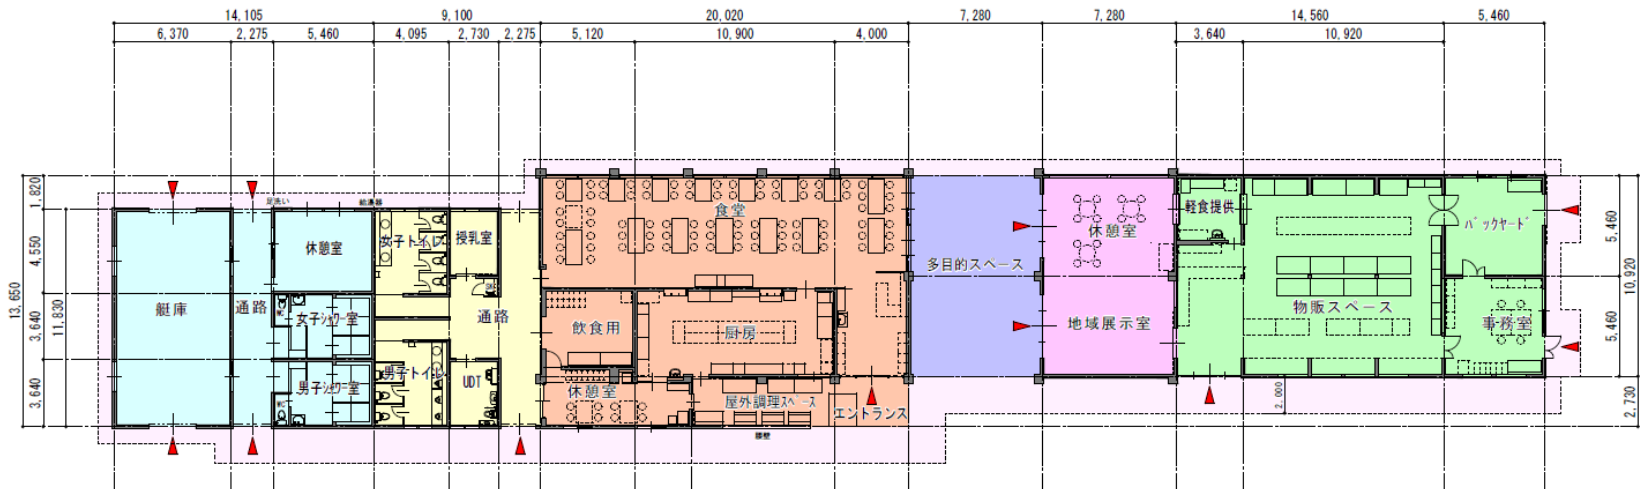 14,105
9,100
20,020
7,280
7,280
14,560
5,460
6,370
2,275
5,460
4,095
2,730
2,275
5,120
10,900
4,000
3,640
10,920
13,650
11,830
1,820
4,550
3,640
3,640
足洗い
給湯器
艇庫
通路
休憩室
女子シャワー室
男子シャワー室
女子トイレ
男子トイレ
授乳室
通路
UDT
食堂
飲食用
厨房
休憩室
屋外調理スペース
エントランス
腰壁
多目的スペース
休憩室
地域展示室
軽食提供
物販スペース
バックヤード
事務室
2,000
5,460
5,460
10,920
2,730